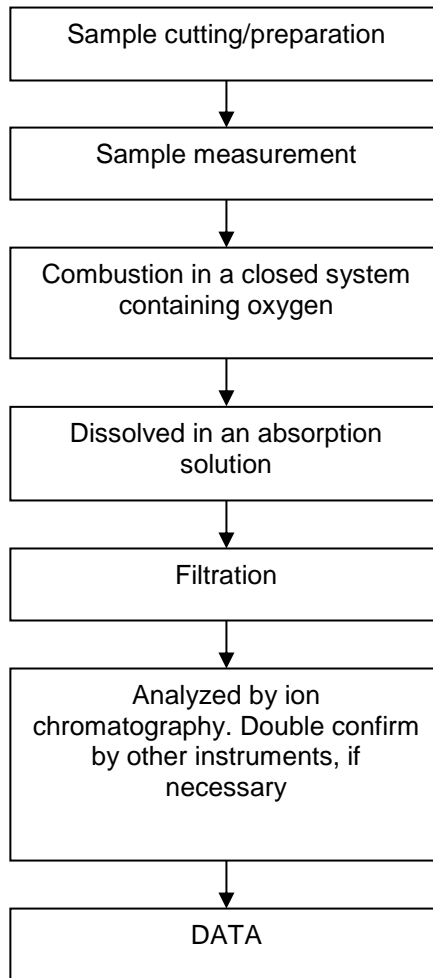 Sample cutting/preparation
Sample measurement
Combustion in a closed system
containing oxygen
Dissolved in an absorption
solution
Filtration
Analyzed by ion
chromatography. Double confirm
by other instruments, if
necessary
DATA